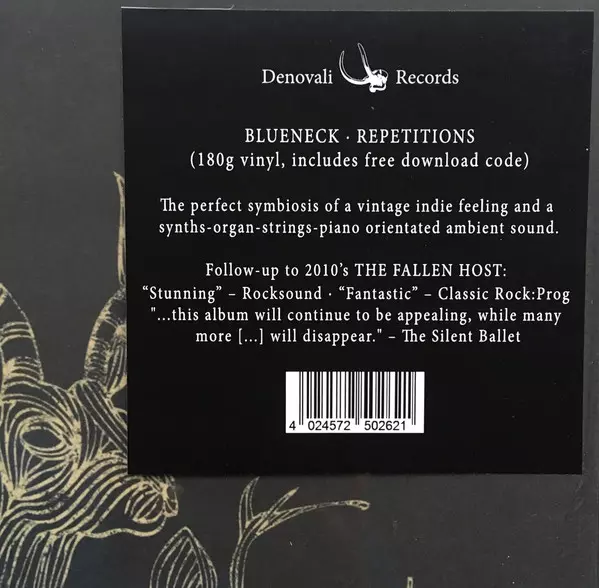 Denovali Records
BLUENECK · REPETITIONS
(180g vinyl, includes free download code)
The perfect symbiosis of a vintage indie feeling and a
synths-organ-strings-piano orientated ambient sound.
Follow-up to 2010's THE FALLEN HOST:
“Stunning” – Rocksound · “Fantastic” – Classic Rock:Prog
"...this album will continue to be appealing, while many
more [...] will disappear." – The Silent Ballet
4 024572 502621